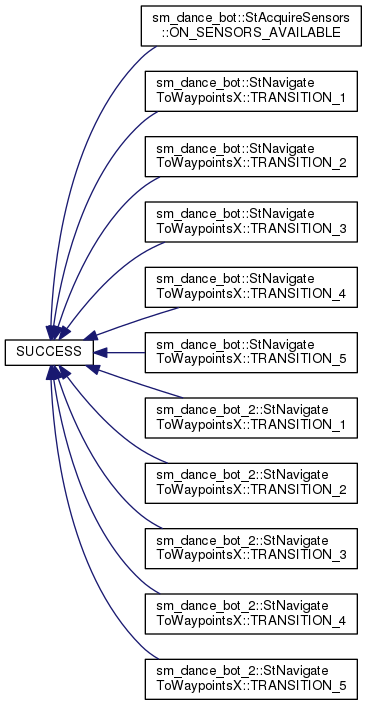 sm_dance_bot::StAcquireSensors
::ON_SENSORS_AVAILABLE
sm_dance_bot::StNavigate
ToWaypointsX::TRANSITION_1
sm_dance_bot::StNavigate
ToWaypointsX::TRANSITION_2
sm_dance_bot::StNavigate
ToWaypointsX::TRANSITION_3
sm_dance_bot::StNavigate
ToWaypointsX::TRANSITION_4
SUCCESS
sm_dance_bot::StNavigate
ToWaypointsX::TRANSITION_5
sm_dance_bot_2::StNavigate
ToWaypointsX::TRANSITION_1
sm_dance_bot_2::StNavigate
ToWaypointsX::TRANSITION_2
sm_dance_bot_2::StNavigate
ToWaypointsX::TRANSITION_3
sm_dance_bot_2::StNavigate
ToWaypointsX::TRANSITION_4
sm_dance_bot_2::StNavigate
ToWaypointsX::TRANSITION_5